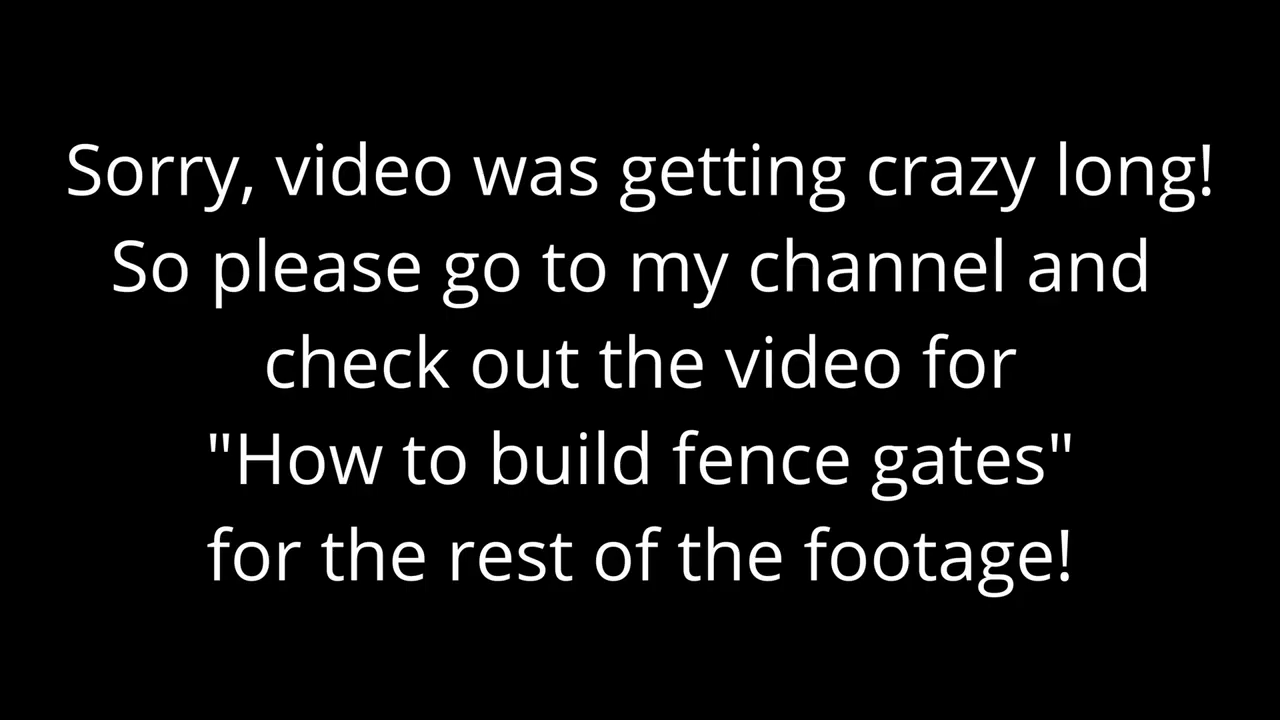 Sorry, video was getting crazy long!
So please go to my channel and
check out the video for
"How to build fence gates"
for the rest of the footage!